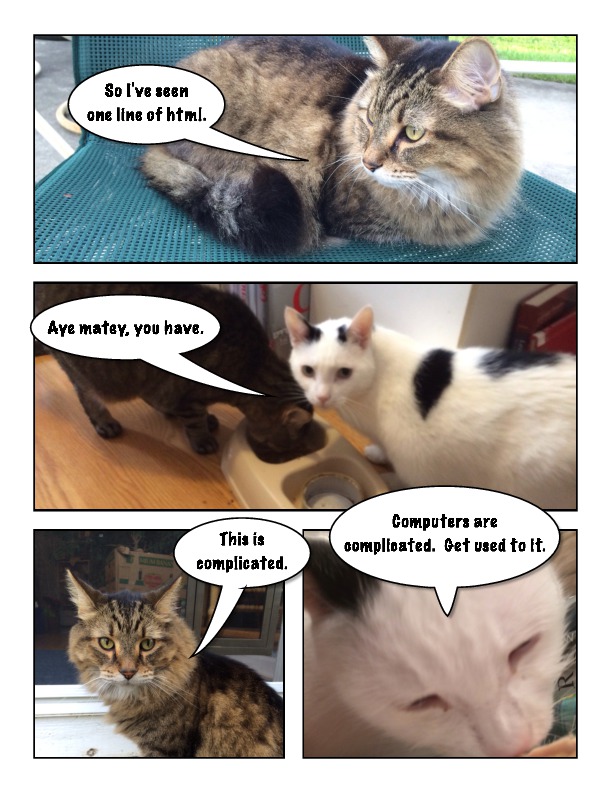 So I've seen
one line of html.
Aye matey, you have.
This is
complicated.
Computers are
complicated. Get used to it.